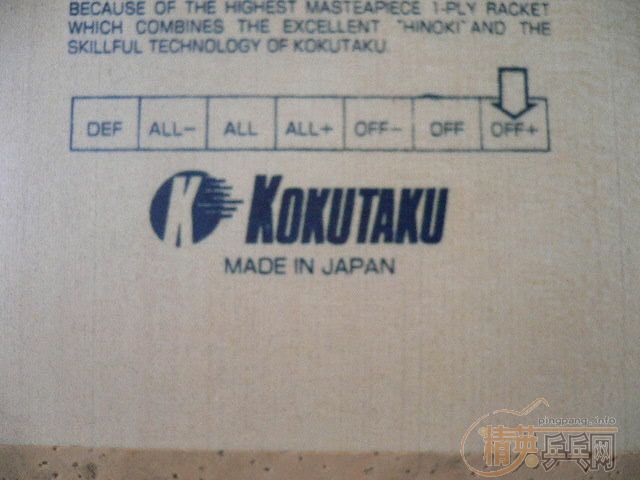 BECAUSE OF THE HIGHEST MASTEAPIECE 1-PLY RACKET
WHICH COMBINES THE EXCELLENT "HINOKI" AND THE
SKILLFUL TECHNOLOGY OF KOKUTAKU.
DEF ALL- ALL ALL+ OFF- OFF OFF+
K KOKUTAKU
MADE IN JAPAN
pingpang.info
精英乒乓网